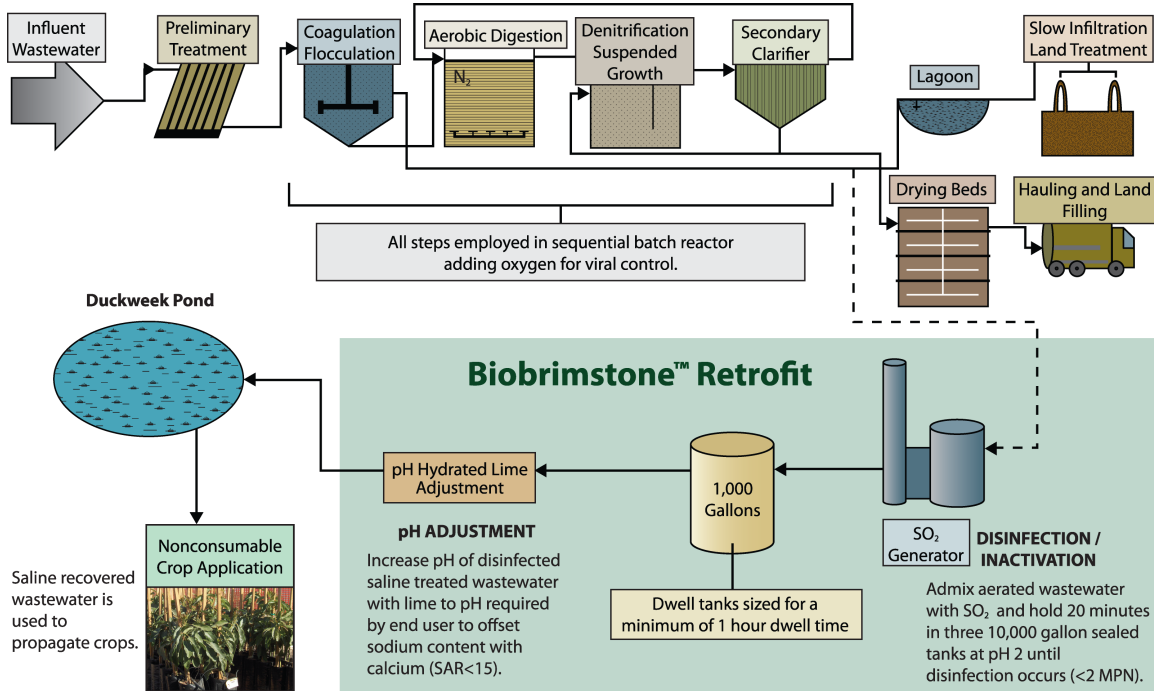 Influent
Wastewater
Preliminary
Treatment
Coagulation
Flocculation
Aerobic Digestion
N₂
Denitrification
Suspended
Growth
Secondary
Clarifier
Lagoon
Slow Infiltration
Land Treatment
Drying Beds
Hauling and Land
Filling
All steps employed in sequential batch reactor
adding oxygen for viral control.
Duckweek Pond
Biobrimstone™ Retrofit
pH Hydrated Lime
Adjustment
1,000
Gallons
SO₂
Generator
pH ADJUSTMENT
Increase pH of disinfected
saline treated wastewater
with lime to pH required
by end user to offset
sodium content with
calcium (SAR<15).
Dwell tanks sized for a
minimum of 1 hour dwell time
DISINFECTION /
INACTIVATION
Admix aerated wastewater
with SO₂ and hold 20 minutes
in three 10,000 gallon sealed
tanks at pH 2 until
disinfection occurs (<2 MPN).
Nonconsumable
Crop Application
Saline recovered
wastewater is
used to
propagate crops.